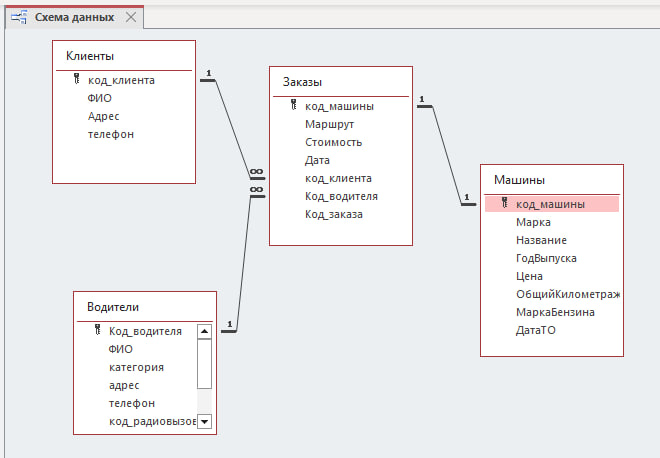 Схема данных
Клиенты
код_клиента
ФИО
Адрес
телефон
1
∞
Заказы
код_машины
Маршрут
Стоимость
Дата
код_клиента
Код_водителя
Код_заказа
1
1
Машины
код_машины
Марка
Название
ГодВыпуска
Цена
ОбщийКилометраж
МаркаБензина
ДатаТО
∞
1
Водители
Код_водителя
ФИО
категория
адрес
телефон
код_радиовызов